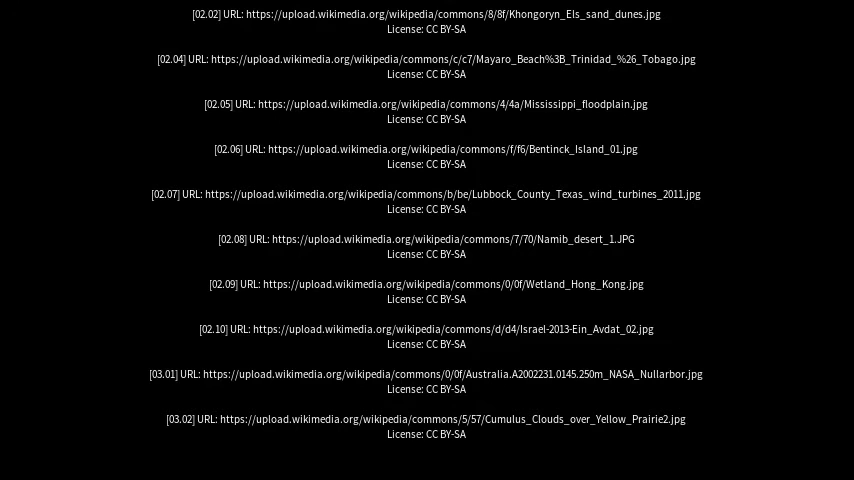 [02.02] URL: https://upload.wikimedia.org/wikipedia/commons/8/8f/Khongoryn_Els_sand_dunes.jpg
License: CC BY-SA
[02.04] URL: https://upload.wikimedia.org/wikipedia/commons/c/c7/Mayaro_Beach%3B_Trinidad_%26_Tobago.jpg
License: CC BY-SA
[02.05] URL: https://upload.wikimedia.org/wikipedia/commons/4/4a/Mississippi_floodplain.jpg
License: CC BY-SA
[02.06] URL: https://upload.wikimedia.org/wikipedia/commons/f/f6/Bentinck_Island_01.jpg
License: CC BY-SA
[02.07] URL: https://upload.wikimedia.org/wikipedia/commons/b/be/Lubbock_County_Texas_wind_turbines_2011.jpg
License: CC BY-SA
[02.08] URL: https://upload.wikimedia.org/wikipedia/commons/7/70/Namib_desert_1.JPG
License: CC BY-SA
[02.09] URL: https://upload.wikimedia.org/wikipedia/commons/0/0f/Wetland_Hong_Kong.jpg
License: CC BY-SA
[02.10] URL: https://upload.wikimedia.org/wikipedia/commons/d/d4/Israel-2013-Ein_Avdat_02.jpg
License: CC BY-SA
[03.01] URL: https://upload.wikimedia.org/wikipedia/commons/0/0f/Australia.A2002231.0145.250m_NASA_Nullarbor.jpg
License: CC BY-SA
[03.02] URL: https://upload.wikimedia.org/wikipedia/commons/5/57/Cumulus_Clouds_over_Yellow_Prairie2.jpg
License: CC BY-SA